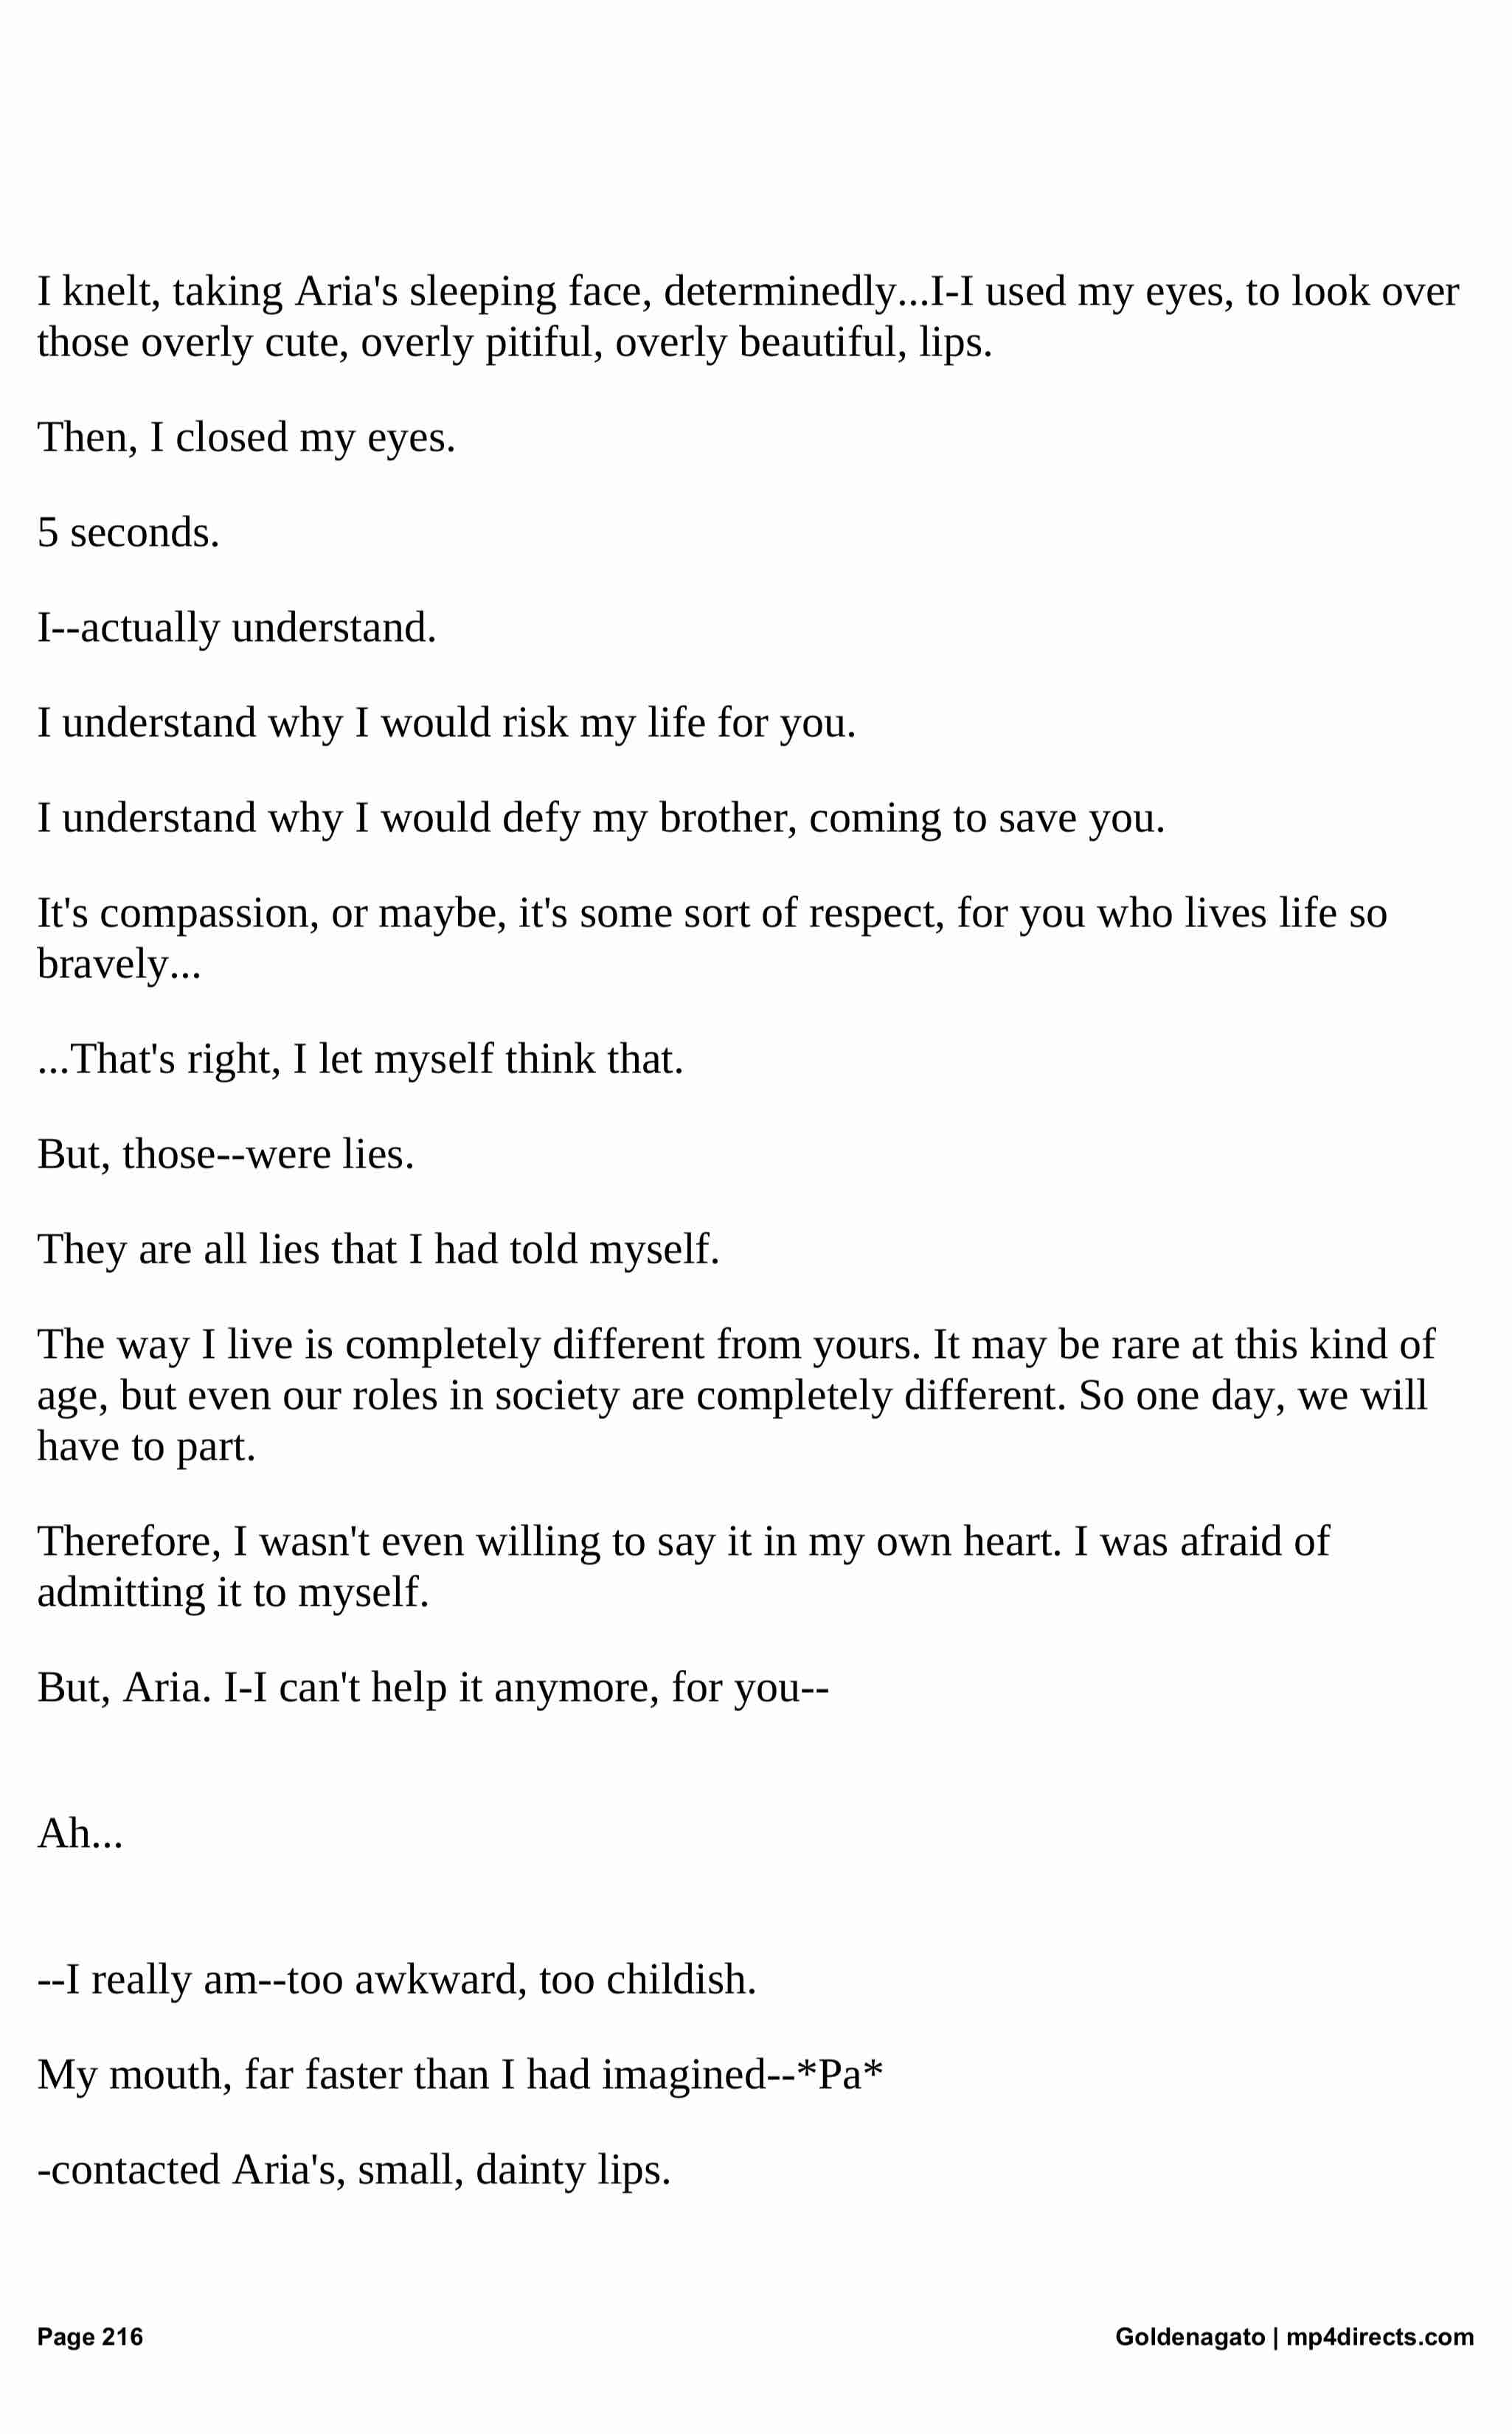 I knelt, taking Aria's sleeping face, determinedly...I-I used my eyes, to look over
those overly cute, overly pitiful, overly beautiful, lips.
Then, I closed my eyes.
5 seconds.
I--actually understand.
I understand why I would risk my life for you.
I understand why I would defy my brother, coming to save you.
It's compassion, or maybe, it's some sort of respect, for you who lives life so
bravely...
...That's right, I let myself think that.
But, those--were lies.
They are all lies that I had told myself.
The way I live is completely different from yours. It may be rare at this kind of
age, but even our roles in society are completely different. So one day, we will
have to part.
Therefore, I wasn't even willing to say it in my own heart. I was afraid of
admitting it to myself.
But, Aria. I-I can't help it anymore, for you--
Ah...
--I really am--too awkward, too childish.
My mouth, far faster than I had imagined--*Pa*
-contacted Aria's, small, dainty lips.
Page 216
Goldenagato | mp4directs.com